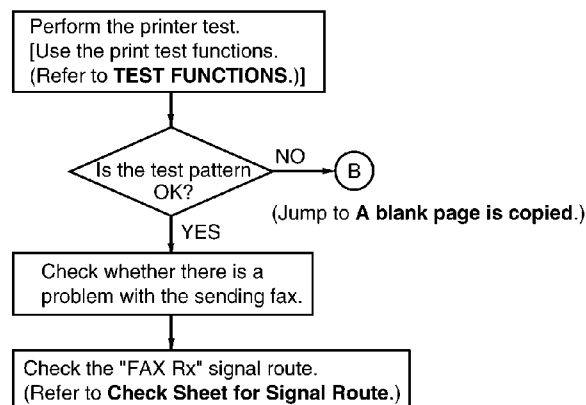 Perform the printer test.
[Use the print test functions.
(Refer to TEST FUNCTIONS.)]
Is the test pattern
OK?
NO
B
(Jump to A blank page is copied.)
YES
Check whether there is a
problem with the sending fax.
Check the "FAX Rx" signal route.
(Refer to Check Sheet for Signal Route.)